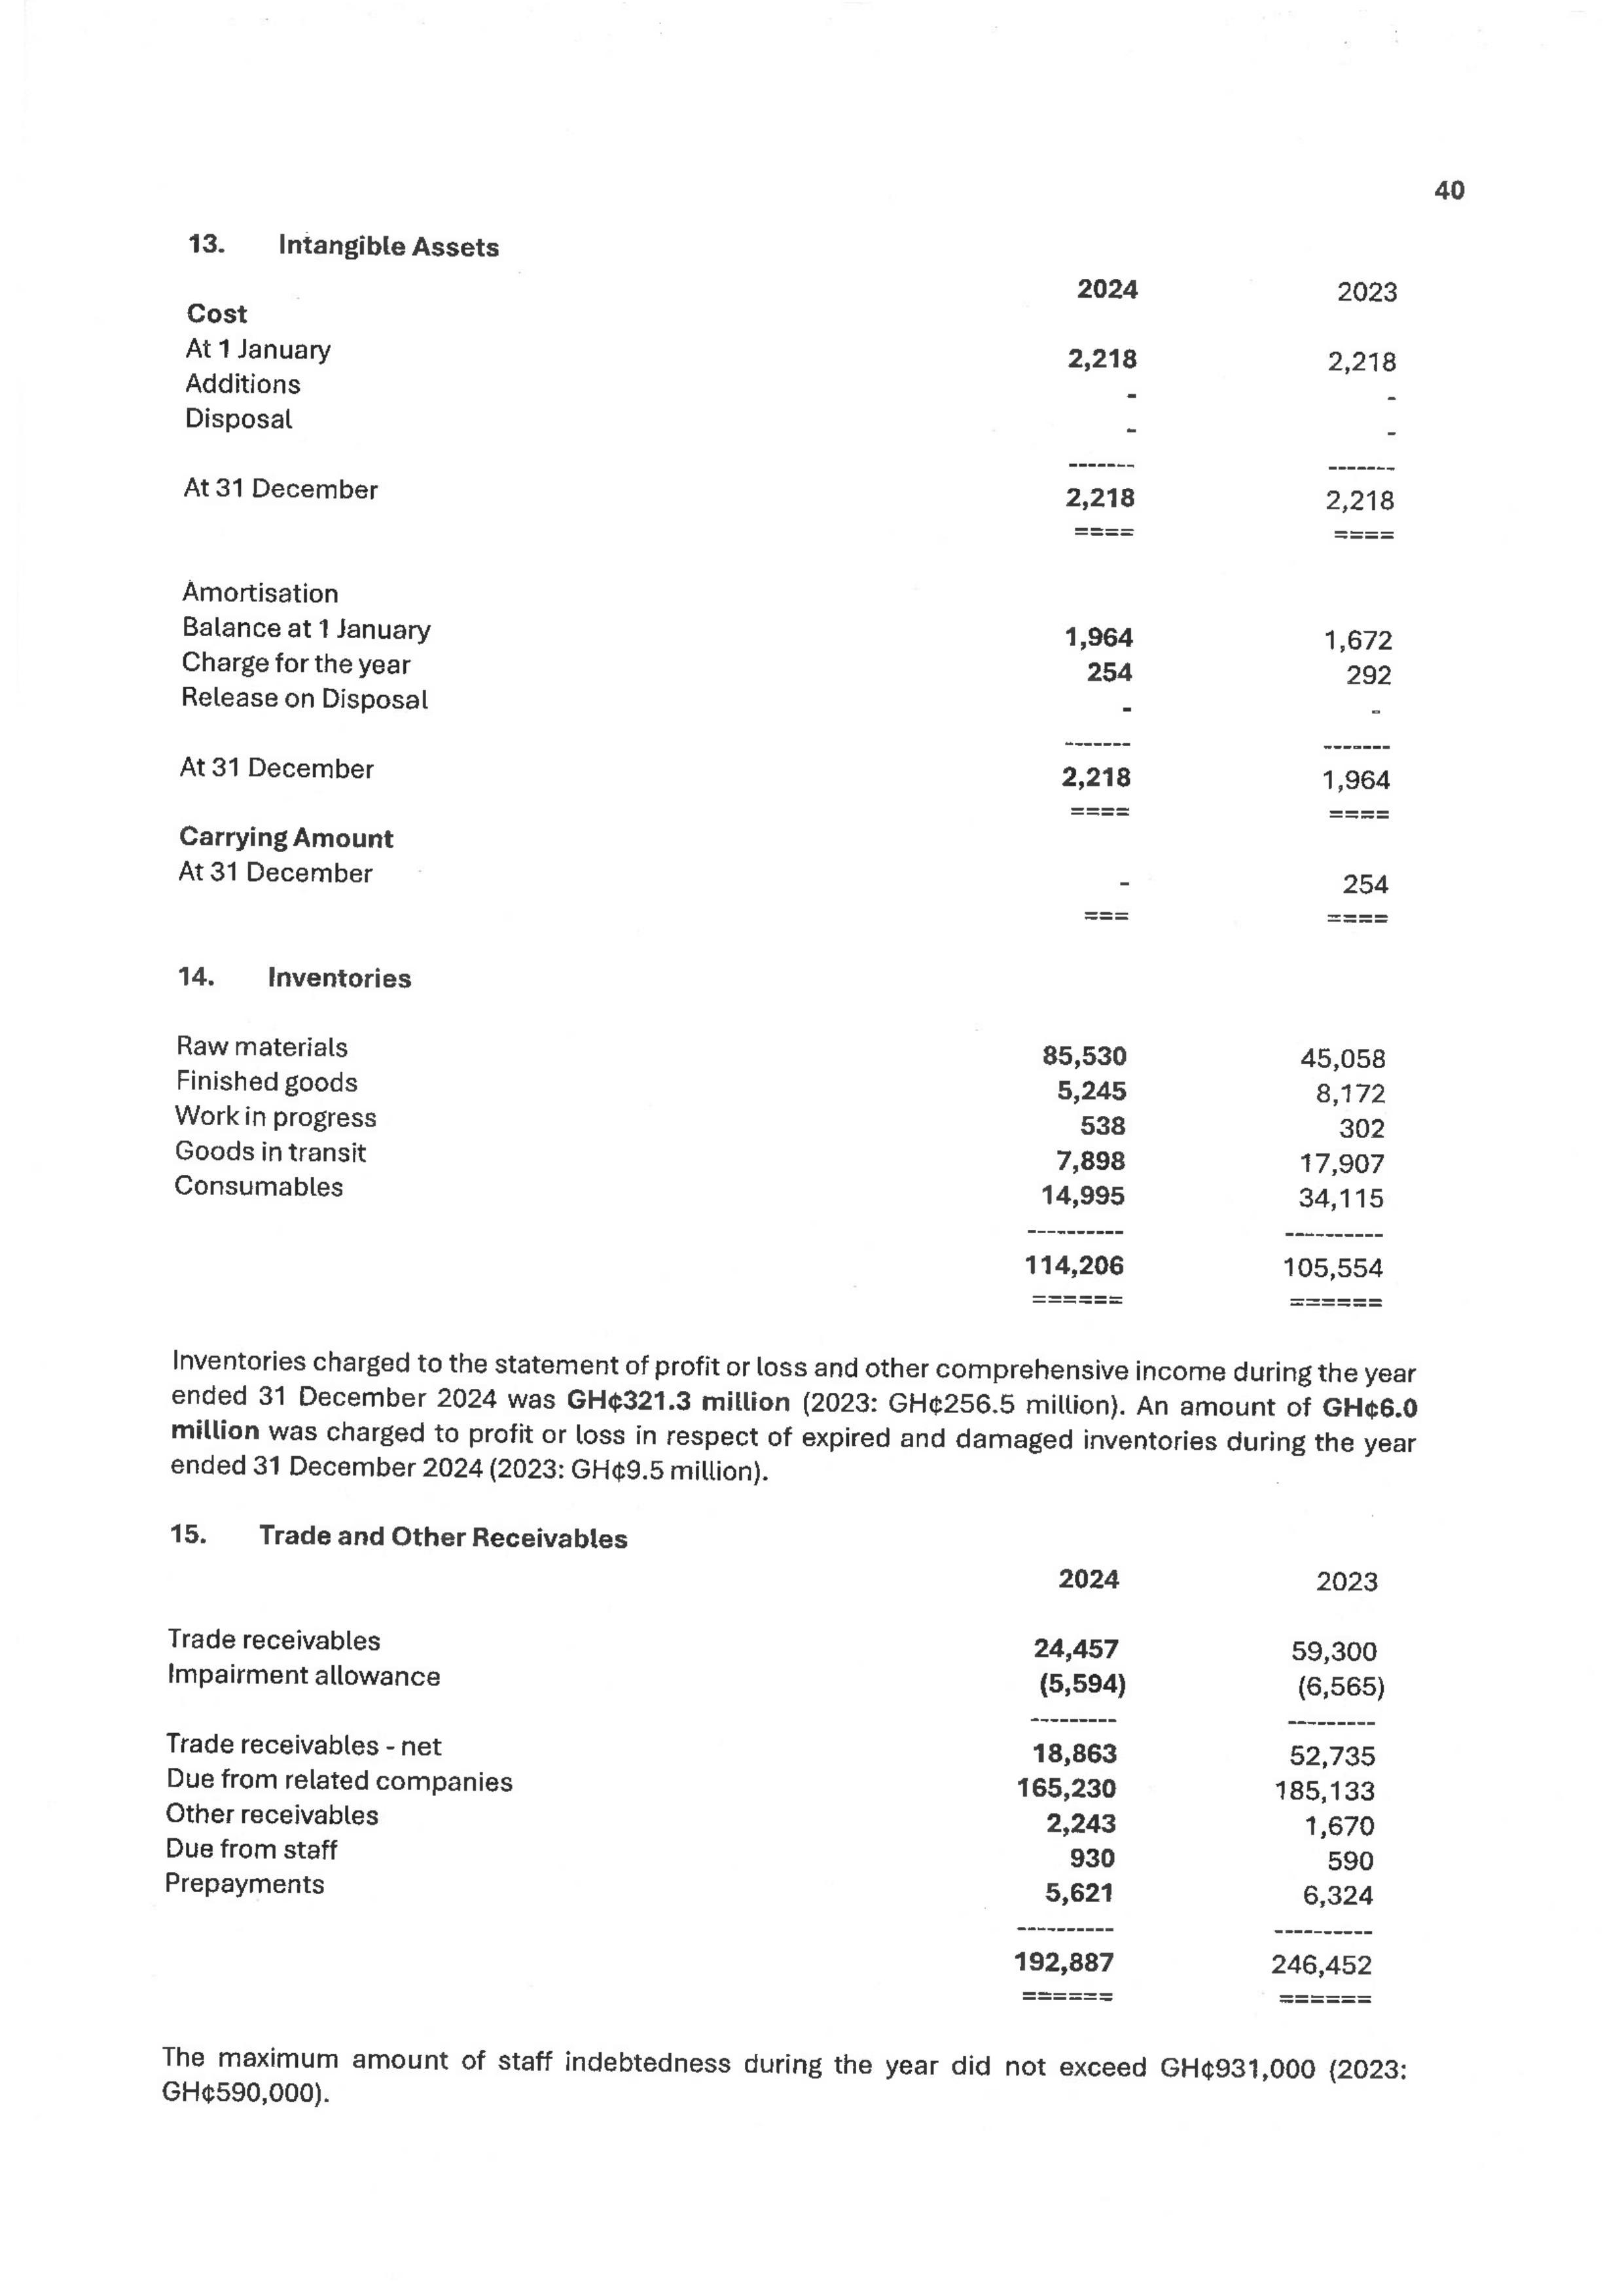 40
13. Intangible Assets
2024 2023
Cost
At 1 January 2,218 2,218
Additions - -
Disposal - -
------- -------
At 31 December 2,218 2,218
==== ====
Amortisation
Balance at 1 January 1,964 1,672
Charge for the year 254 292
Release on Disposal - -
------- -------
At 31 December 2,218 1,964
==== ====
Carrying Amount
At 31 December - 254
=== ====
14. Inventories
Raw materials 85,530 45,058
Finished goods 5,245 8,172
Work in progress 538 302
Goods in transit 7,898 17,907
Consumables 14,995 34,115
---------- ----------
114,206 105,554
====== ======
Inventories charged to the statement of profit or loss and other comprehensive income during the year
ended 31 December 2024 was GH¢321.3 million (2023: GH¢256.5 million). An amount of GH¢6.0
million was charged to profit or loss in respect of expired and damaged inventories during the year
ended 31 December 2024 (2023: GH¢9.5 million).
15. Trade and Other Receivables
2024 2023
Trade receivables 24,457 59,300
Impairment allowance (5,594) (6,565)
--------- ---------
Trade receivables - net 18,863 52,735
Due from related companies 165,230 185,133
Other receivables 2,243 1,670
Due from staff 930 590
Prepayments 5,621 6,324
---------- ----------
192,887 246,452
====== ======
The maximum amount of staff indebtedness during the year did not exceed GH¢931,000 (2023:
GH¢590,000).